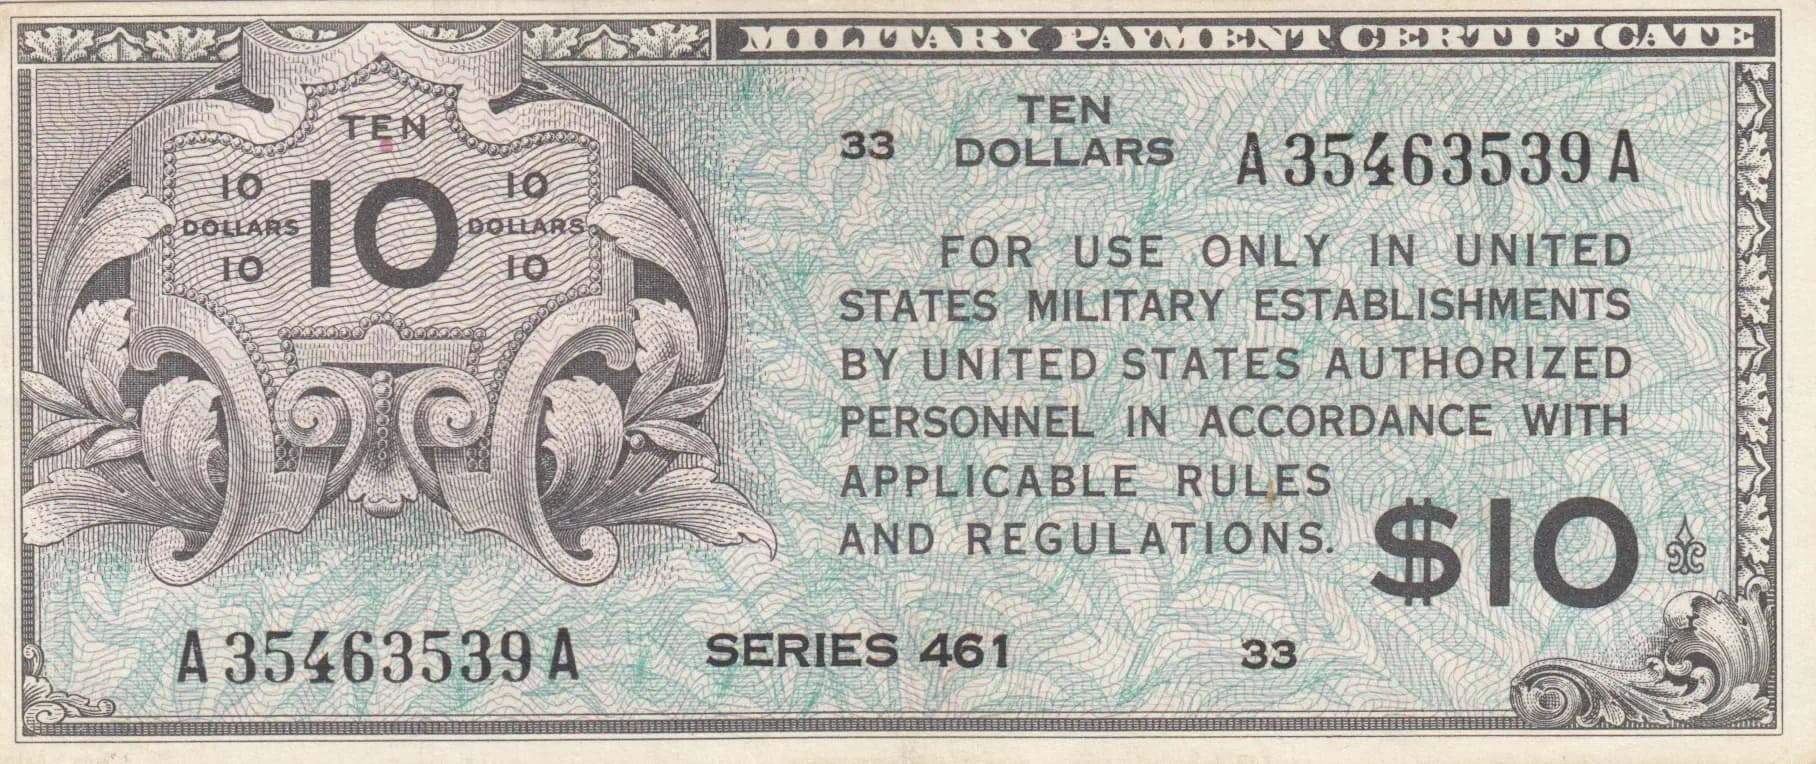 MILITARY PAYMENT CERTIFICATE
TEN
10 10
DOLLARS 10 DOLLARS
10 10
TEN
33 DOLLARS A35463539A
FOR USE ONLY IN UNITED
STATES MILITARY ESTABLISHMENTS
BY UNITED STATES AUTHORIZED
PERSONNEL IN ACCORDANCE WITH
APPLICABLE RULES
AND REGULATIONS.
$10
A35463539A SERIES 461 33